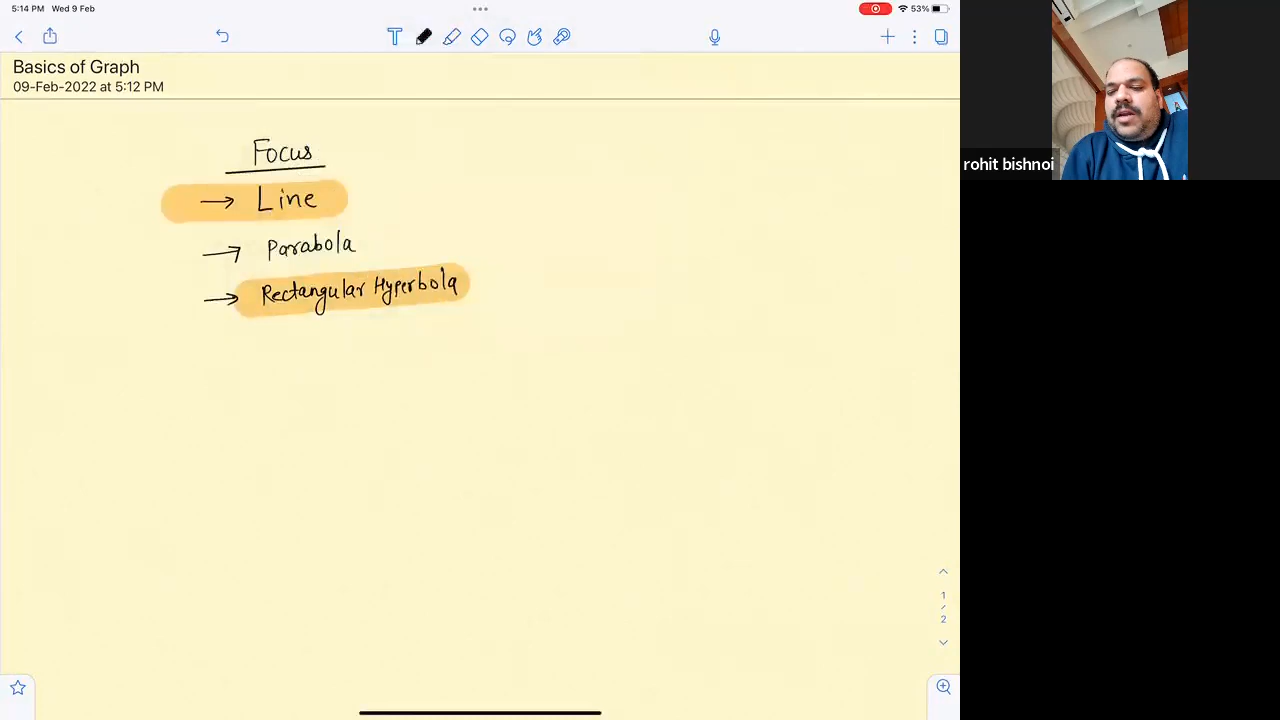 5:14 PM Wed 9 Feb
53%
T
Basics of Graph
09-Feb-2022 at 5:12 PM
Focus
→ Line
→ Parabola
→ Rectangular Hyperbola
rohit bishnoi
1
/
2